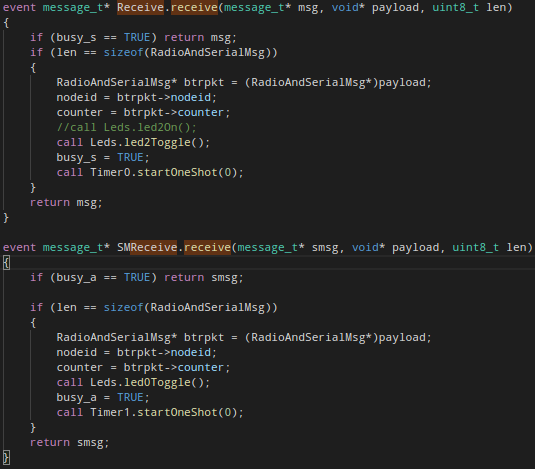 event message_t* Receive.receive(message_t* msg, void* payload, uint8_t len)
{
    if (busy_s == TRUE) return msg;
    if (len == sizeof(RadioAndSerialMsg))
    {
        RadioAndSerialMsg* btrpkt = (RadioAndSerialMsg*)payload;
        nodeid = btrpkt->nodeid;
        counter = btrpkt->counter;
        //call Leds.led2On();
        call Leds.led2Toggle();
        busy_s = TRUE;
        call Timer0.startOneShot(0);
    }
    return msg;
}

event message_t* SMReceive.receive(message_t* smsg, void* payload, uint8_t len)
{
    if (busy_a == TRUE) return smsg;

    if (len == sizeof(RadioAndSerialMsg))
    {
        RadioAndSerialMsg* btrpkt = (RadioAndSerialMsg*)payload;
        nodeid = btrpkt->nodeid;
        counter = btrpkt->counter;
        call Leds.led0Toggle();
        busy_a = TRUE;
        call Timer1.startOneShot(0);
    }
    return smsg;
}